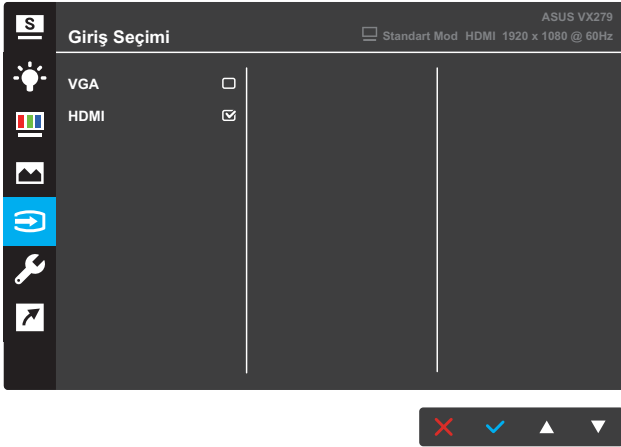 S
ASUS VX279
Giriş Seçimi
Standart Mod HDMI 1920 x 1080 @ 60Hz
VGA
HDMI